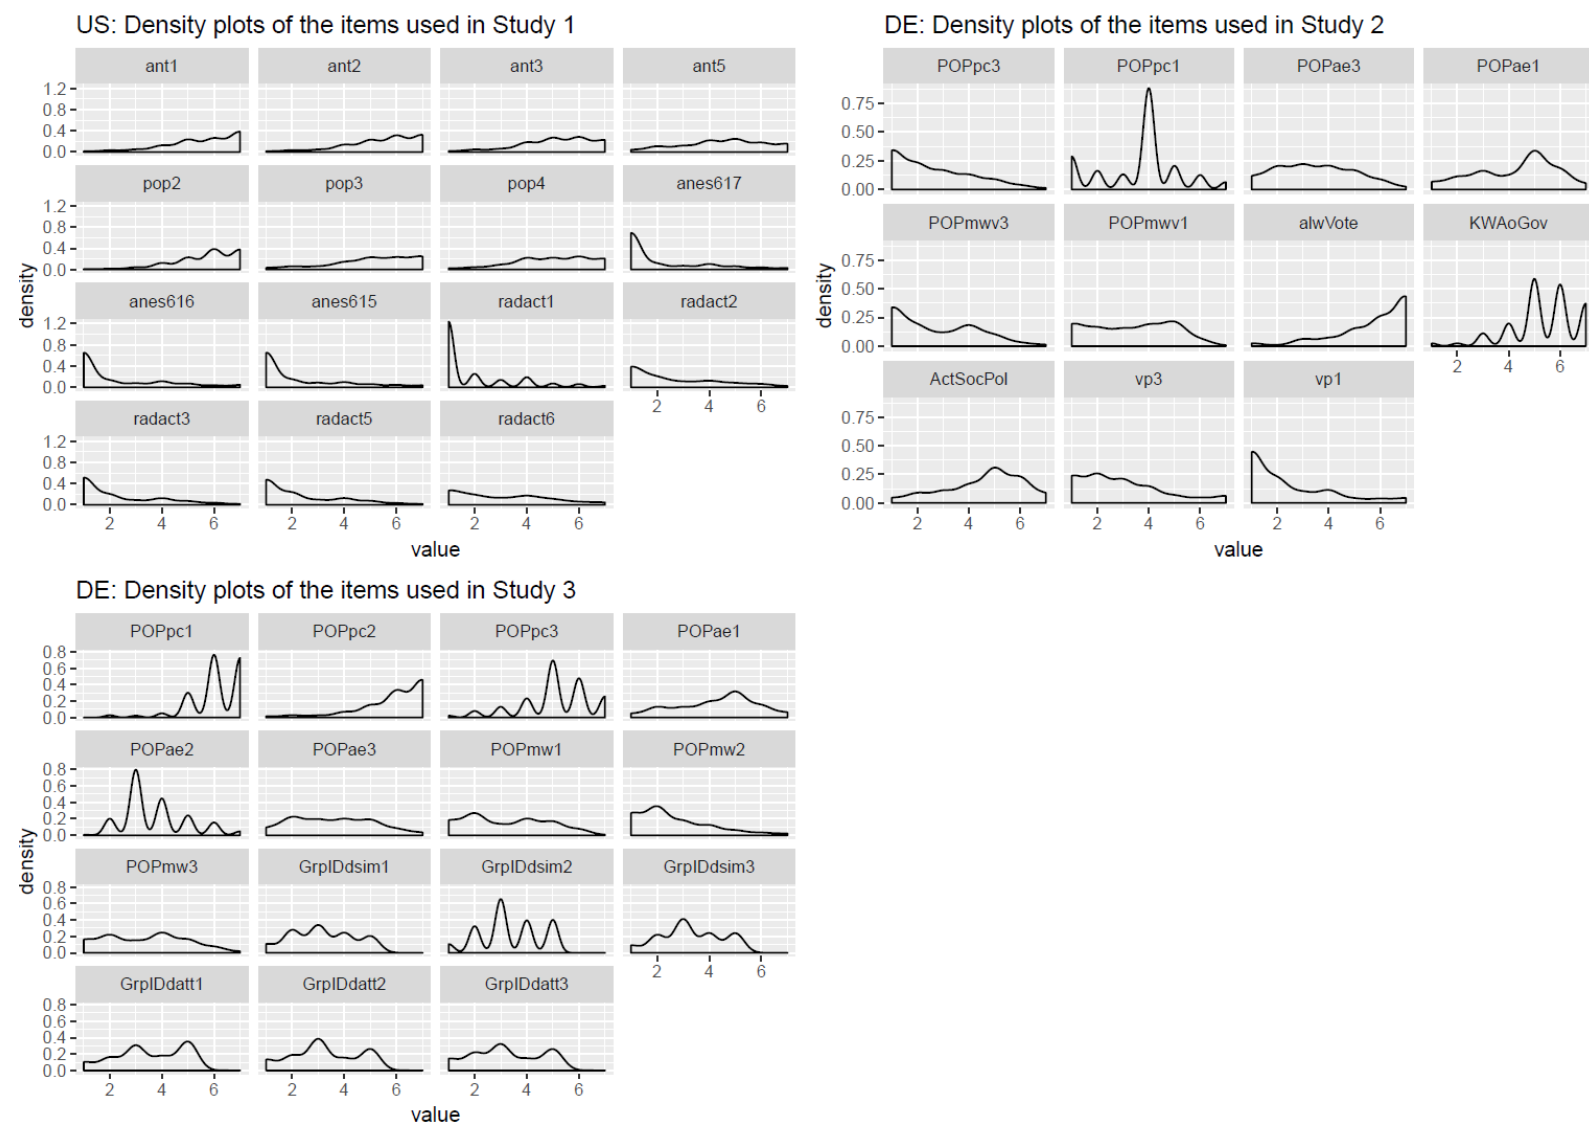 US: Density plots of the items used in Study 1
ant1 ant2 ant3 ant5
1.2
0.8
0.4
0.0
pop2 pop3 pop4 anes617
1.2
0.8
0.4
0.0
anes616 anes615 radact1 radact2
1.2
0.8
0.4
0.0
2 4 6
radact3 radact5 radact6
1.2
0.8
0.4
0.0
2 4 6 2 4 6 2 4 6
density
value
DE: Density plots of the items used in Study 2
POPpc3 POPpc1 POPae3 POPae1
0.75
0.50
0.25
0.00
POPmwv3 POPmwv1 alwVote KWAoGov
0.75
0.50
0.25
0.00
2 4 6
ActSocPol vp3 vp1
0.75
0.50
0.25
0.00
2 4 6 2 4 6 2 4 6
density
value
DE: Density plots of the items used in Study 3
POPpc1 POPpc2 POPpc3 POPae1
0.8
0.6
0.4
0.2
0.0
POPae2 POPae3 POPmw1 POPmw2
0.8
0.6
0.4
0.2
0.0
POPmw3 GrpIDdsim1 GrpIDdsim2 GrpIDdsim3
0.8
0.6
0.4
0.2
0.0
2 4 6
GrpIDdatt1 GrpIDdatt2 GrpIDdatt3
0.8
0.6
0.4
0.2
0.0
2 4 6 2 4 6 2 4 6
density
value